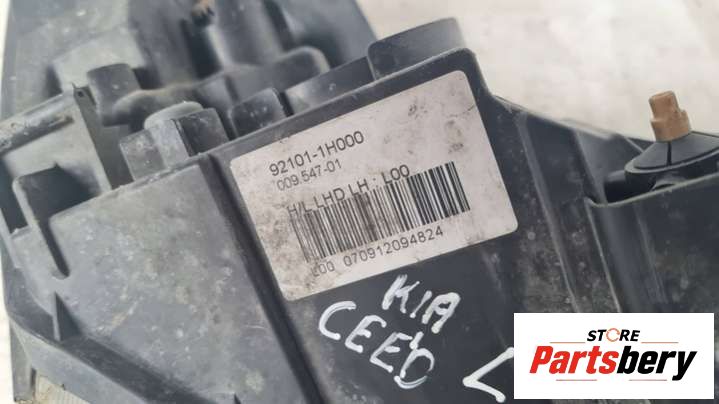 92101-1H000
009.547-01
H/L LHD LH : L00
L00 070912094824
KIA
CEED
L
STORE
Partsbery